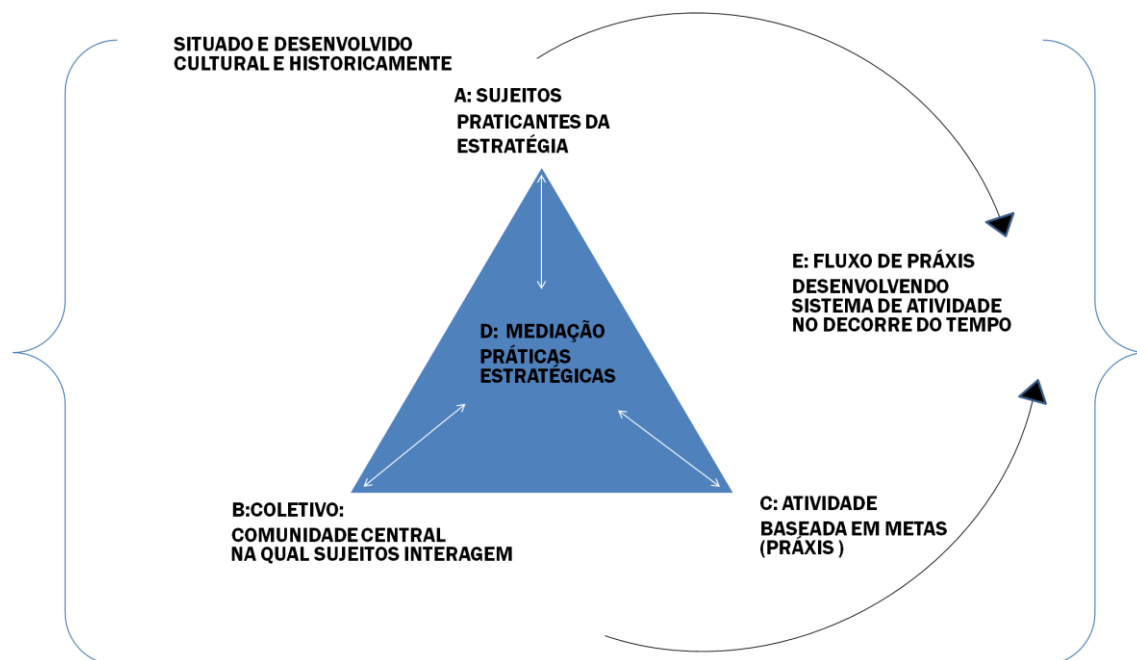 SITUADO E DESENVOLVIDO
CULTURAL E HISTORICAMENTE
A: SUJEITOS
PRATICANTES DA
ESTRATÉGIA
E: FLUXO DE PRÁXIS
DESENVOLVENDO
SISTEMA DE ATIVIDADE
NO DECORRE DO TEMPO
D: MEDIAÇÃO
PRÁTICAS
ESTRATÉGICAS
B:COLETIVO:
COMUNIDADE CENTRAL
NA QUAL SUJEITOS INTERAGEM
C: ATIVIDADE
BASEADA EM METAS
(PRÁXIS )